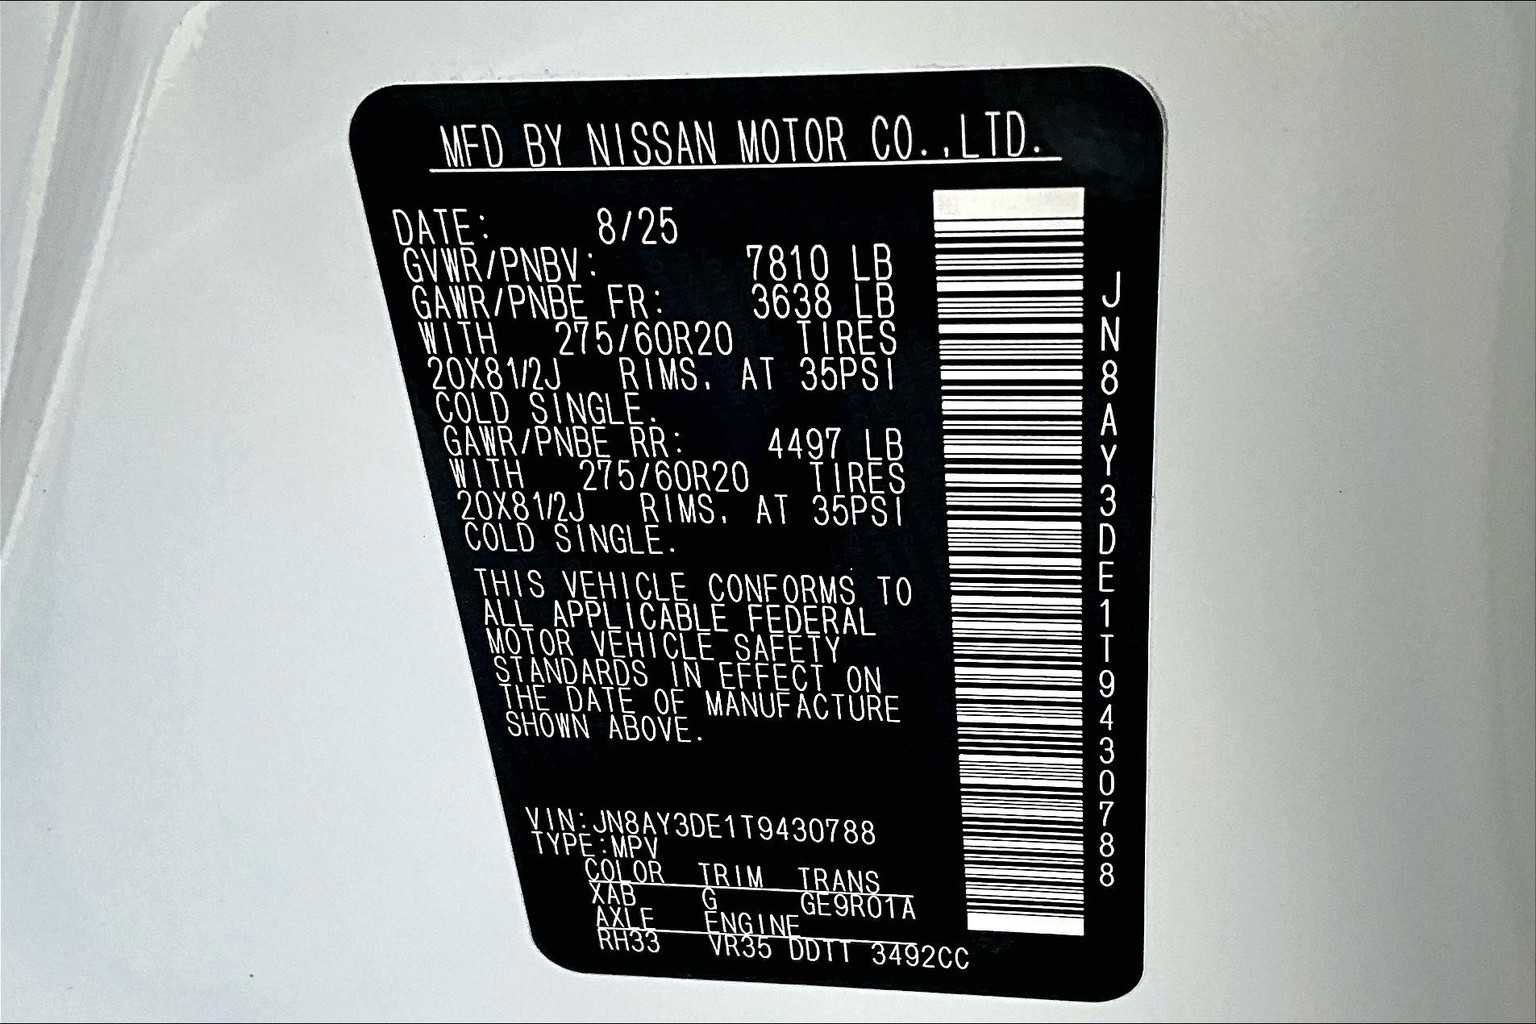 MFD BY NISSAN MOTOR CO.,LTD.
DATE: 8/25
GVWR/PNBV: 7810 LB
GAWR/PNBE FR: 3638 LB
WITH 275/60R20 TIRES
20X81/2J RIMS, AT 35PSI
COLD SINGLE.
GAWR/PNBE RR: 4497 LB
WITH 275/60R20 TIRES
20X81/2J RIMS, AT 35PSI
COLD SINGLE.
THIS VEHICLE CONFORMS TO
ALL APPLICABLE FEDERAL
MOTOR VEHICLE SAFETY
STANDARDS IN EFFECT ON
THE DATE OF MANUFACTURE
SHOWN ABOVE.
VIN:JN8AY3DE1T9430788
TYPE:MPV
COLOR TRIM TRANS
XAB G GE9R01A
AXLE ENGINE
RH33 VR35 DDTT 3492CC
JN8AY3DE1T9430788